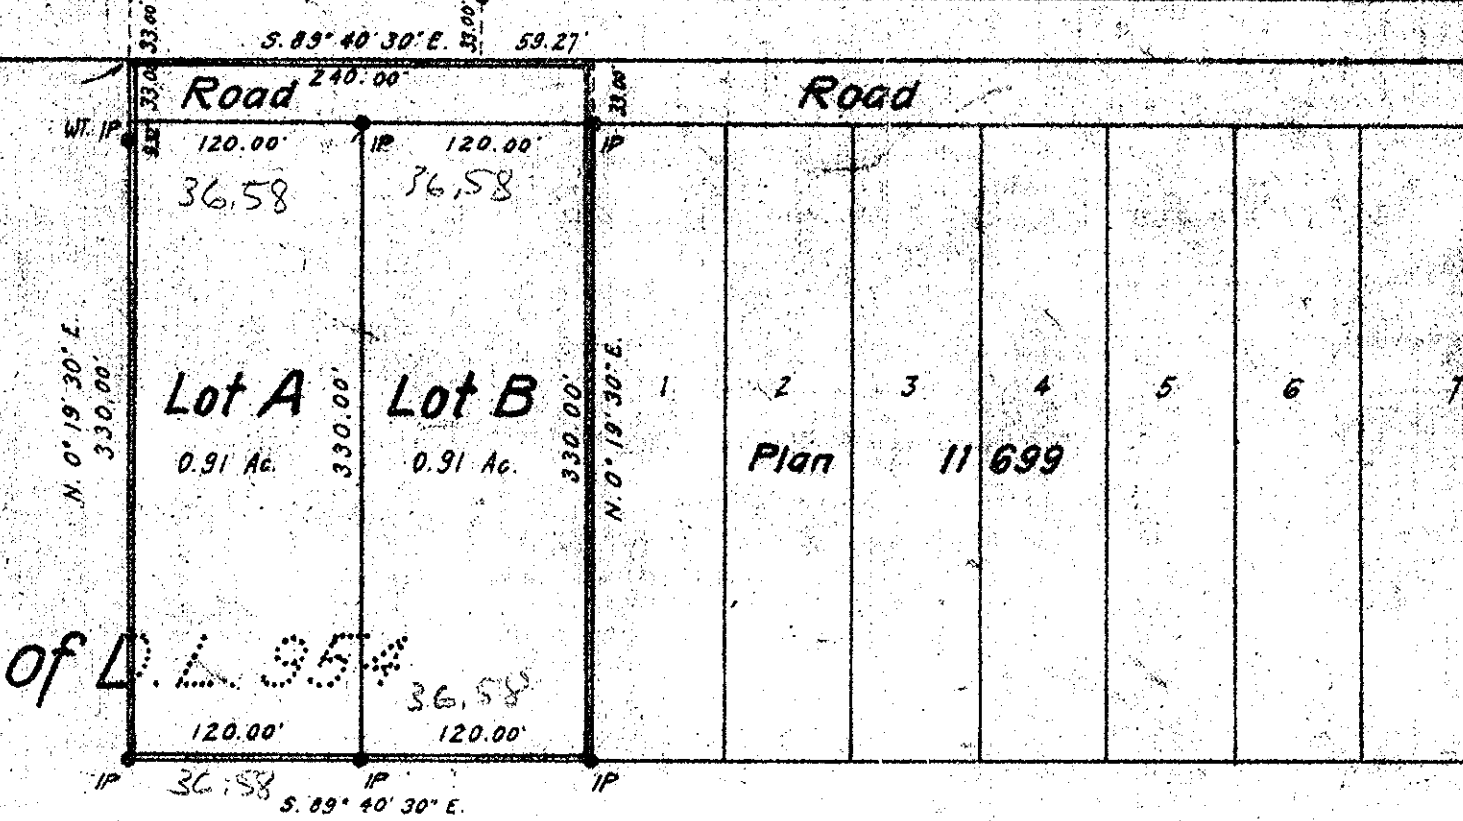 33.00'
33.00'
S. 89° 40' 30" E.
59.27'
33.00
Road
240.00'
33.00
Road
WT. IP
9.92'
120.00'
IP
120.00'
IP
36.58
36.58
N. 0° 19' 30" E.
330.00'
Lot A
0.91 Ac.
330.00'
Lot B
0.91 Ac.
330.00'
N. 0° 19' 30" E.
1
2
3
4
5
6
7
Plan 11 699
of D.L. 954
36.58
120.00'
120.00'
IP
36.58
IP
IP
S. 89° 40' 30" E.